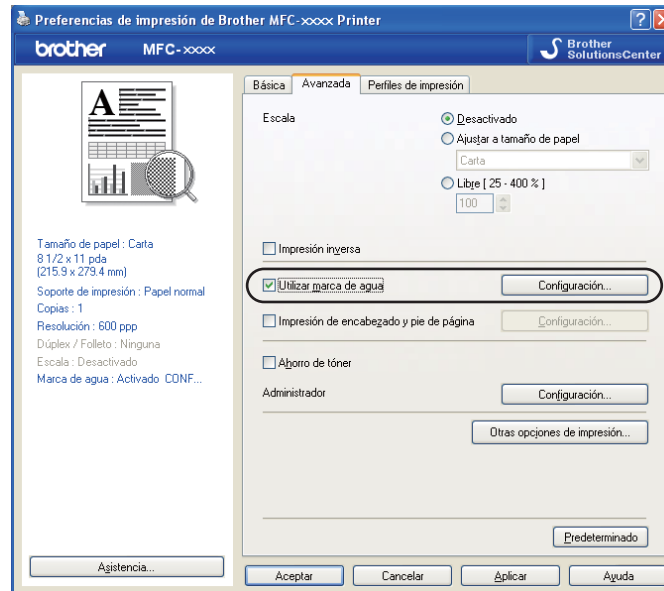 Preferencias de impresión de Brother MFC-xxxx Printer
brother MFC-xxxx
Brother
SolutionsCenter
Básica Avanzada Perfiles de impresión
A
Escala
Desactivado
Ajustar a tamaño de papel
Carta
Libre [ 25 - 400 % ]
100
Tamaño de papel : Carta
8 1/2 x 11 pda
(215.9 x 279.4 mm)
Soporte de impresión : Papel normal
Copias : 1
Resolución : 600 ppp
Dúplex / Folleto : Ninguna
Escala : Desactivado
Marca de agua : Activado CONF...
Impresión inversa
Utilizar marca de agua Configuración...
Impresión de encabezado y pie de página Configuración...
Ahorro de tóner
Administrador Configuración...
Otras opciones de impresión...
Predeterminado
Asistencia...
Aceptar Cancelar Aplicar Ayuda